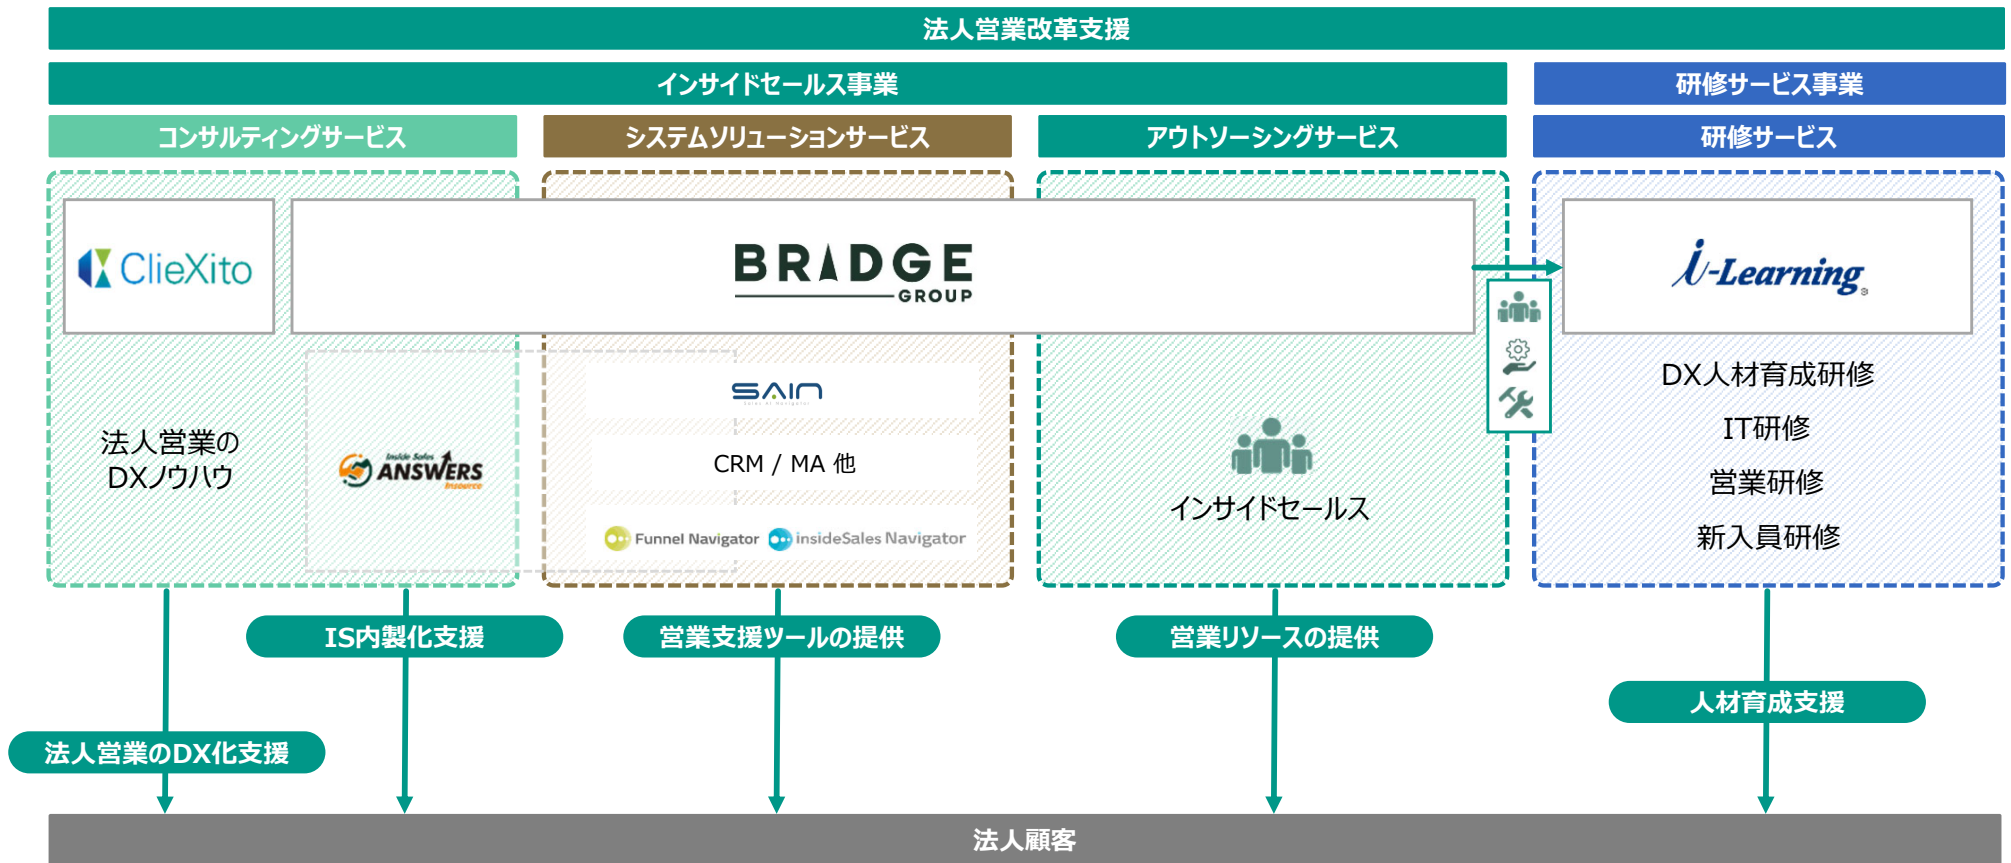 法人営業改革支援
インサイドセールス事業
研修サービス事業
コンサルティングサービス
システムソリューションサービス
アウトソーシングサービス
研修サービス
ClieXito
BRIDGE
GROUP
i-Learning®
法人営業の
DXノウハウ
Inside Sales
ANSWERS
Insource
SAIN
Sales AI Navigator
CRM / MA 他
Funnel Navigator
insideSales Navigator
インサイドセールス
DX人材育成研修
IT研修
営業研修
新入員研修
IS内製化支援
営業支援ツールの提供
営業リソースの提供
人材育成支援
法人営業のDX化支援
法人顧客